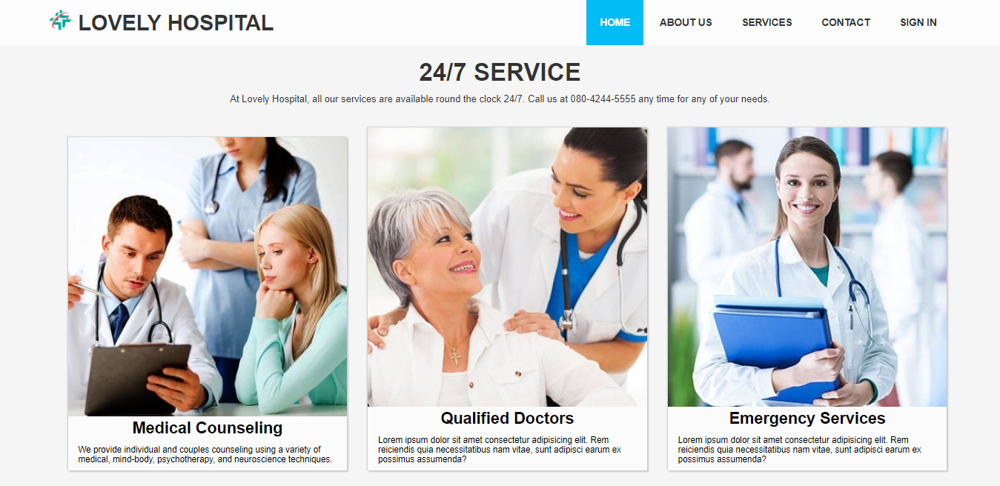 LOVELY HOSPITAL
HOME
ABOUT US
SERVICES
CONTACT
SIGN IN
24/7 SERVICE
At Lovely Hospital, all our services are available round the clock 24/7. Call us at 080-4244-5555 any time for any of your needs.
Medical Counseling
We provide individual and couples counseling using a variety of
medical, mind-body, psychotherapy, and neuroscience techniques.
Qualified Doctors
Lorem ipsum dolor sit amet consectetur adipisicing elit. Rem
reiciendis quia necessitatibus nam vitae, sunt adipisci earum ex
possimus assumenda?
Emergency Services
Lorem ipsum dolor sit amet consectetur adipisicing elit. Rem
reiciendis quia necessitatibus nam vitae, sunt adipisci earum ex
possimus assumenda?